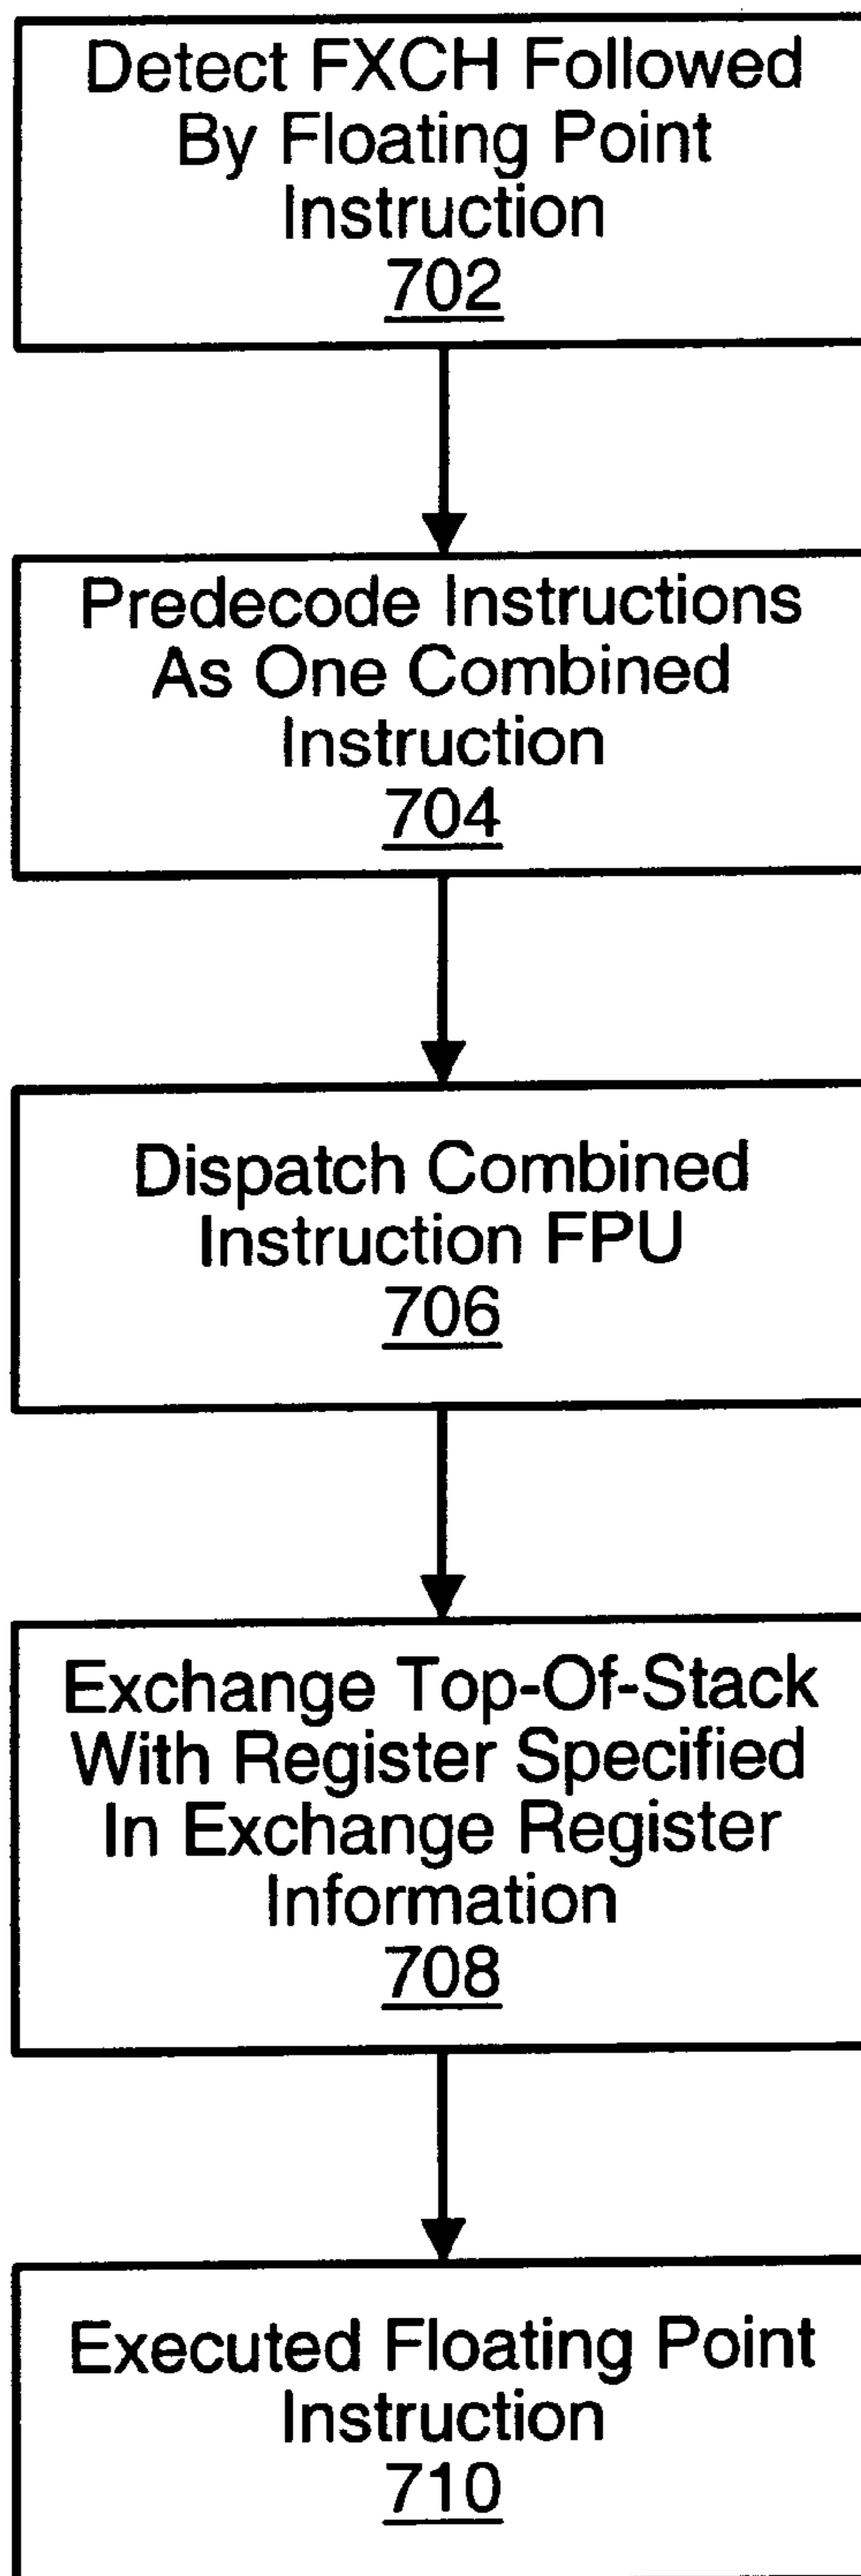 Detect FXCH Followed
By Floating Point
Instruction
702
Predecode Instructions
As One Combined
Instruction
704
Dispatch Combined
Instruction FPU
706
Exchange Top-Of-Stack
With Register Specified
In Exchange Register
Information
708
Executed Floating Point
Instruction
710